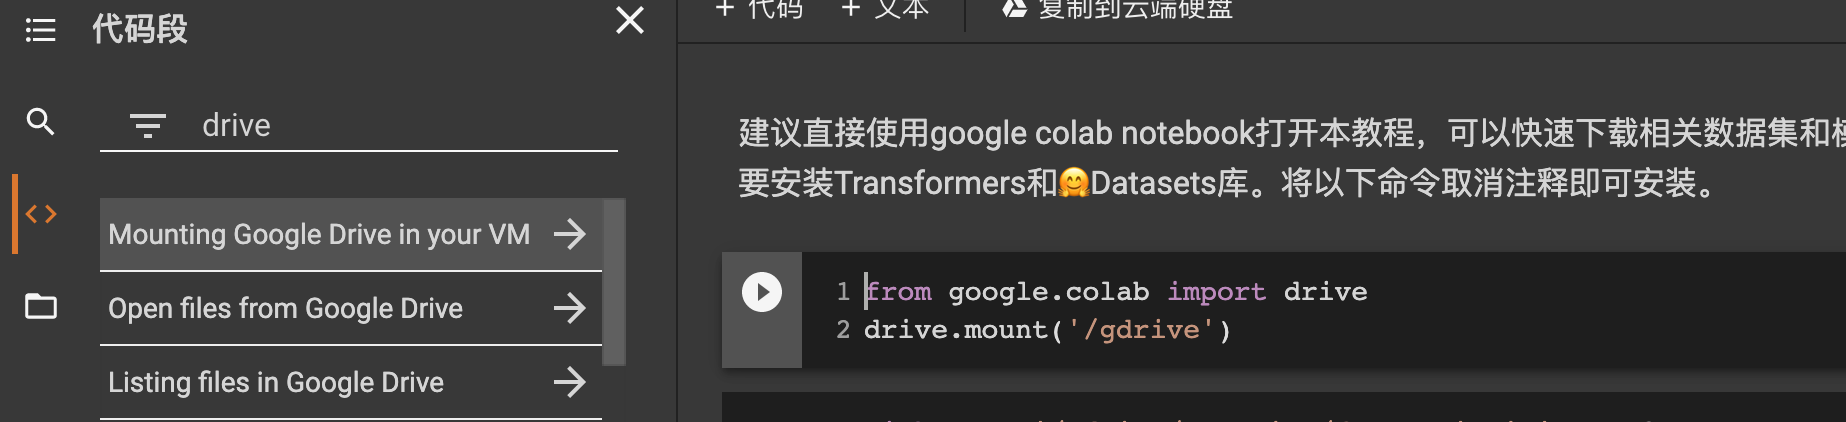 代码段
drive
Mounting Google Drive in your VM
Open files from Google Drive
Listing files in Google Drive
+ 代码 + 文本 复制到云端硬盘
建议直接使用google colab notebook打开本教程，可以快速下载相关数据集和模
要安装Transformers和🤗Datasets库。将以下命令取消注释即可安装。
1 from google.colab import drive
2 drive.mount('/gdrive')